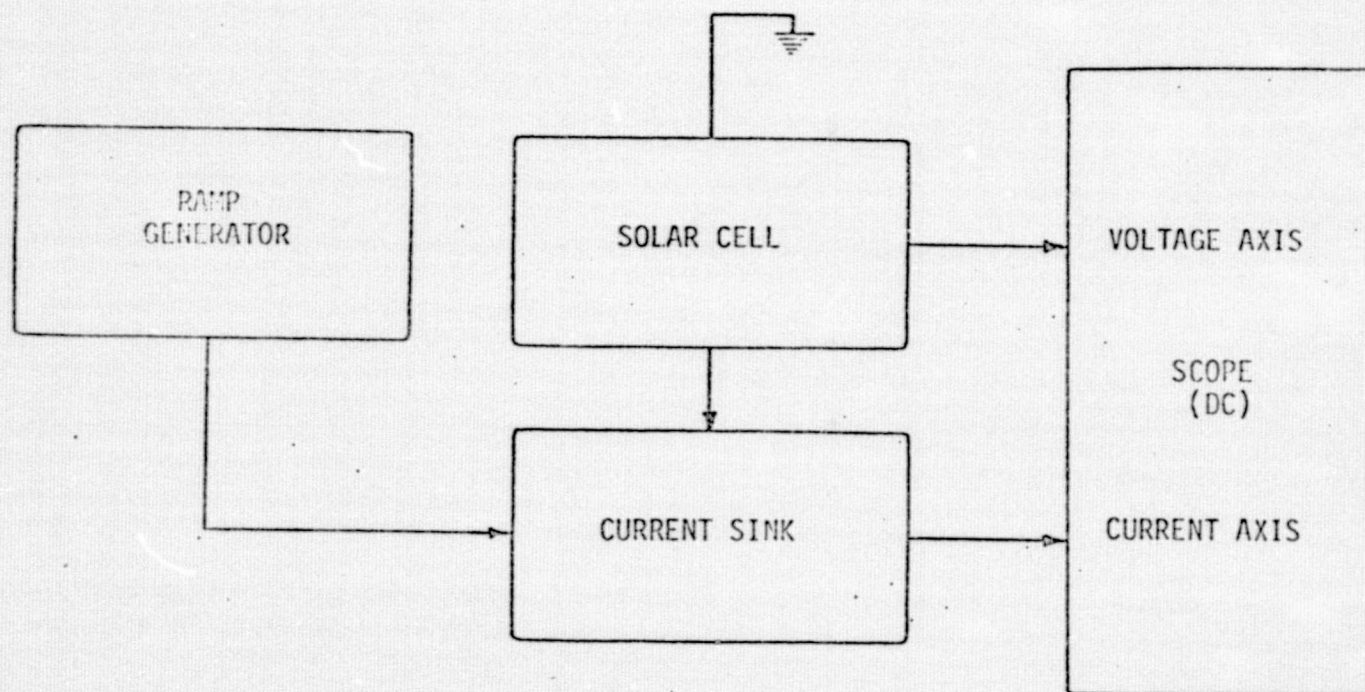 RAMP
GENERATOR
SOLAR CELL
VOLTAGE AXIS
SCOPE
(DC)
CURRENT SINK
CURRENT AXIS